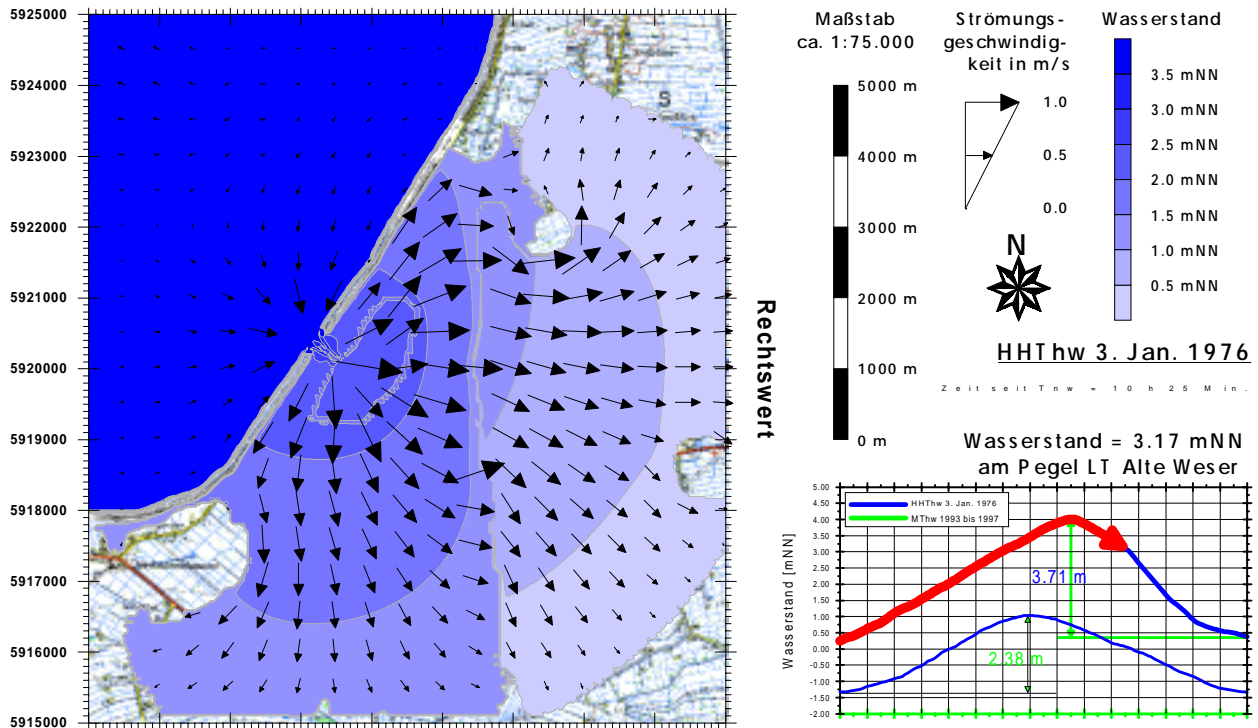 5925000
5924000
5923000
5922000
5921000
5920000
5919000
5918000
5917000
5916000
5915000
S
Rechtswert
Maßstab
ca. 1:75.000
5000 m
4000 m
3000 m
2000 m
1000 m
0 m
Strömungs-
geschwindig-
keit in m/s
1.0
0.5
0.0
N
Wasserstand
3.5 mNN
3.0 mNN
2.5 mNN
2.0 mNN
1.5 mNN
1.0 mNN
0.5 mNN
HHThw 3. Jan. 1976
Zeit seit Tnw = 10 h 25 Min.
Wasserstand = 3.17 mNN
am Pegel LT Alte Weser
Wasserstand [mNN]
5.00
4.50
4.00
3.50
3.00
2.50
2.00
1.50
1.00
0.50
0.00
-0.50
-1.00
-1.50
-2.00
HHThw 3. Jan. 1976
MThw 1993 bis 1997
3.71 m
2.38 m